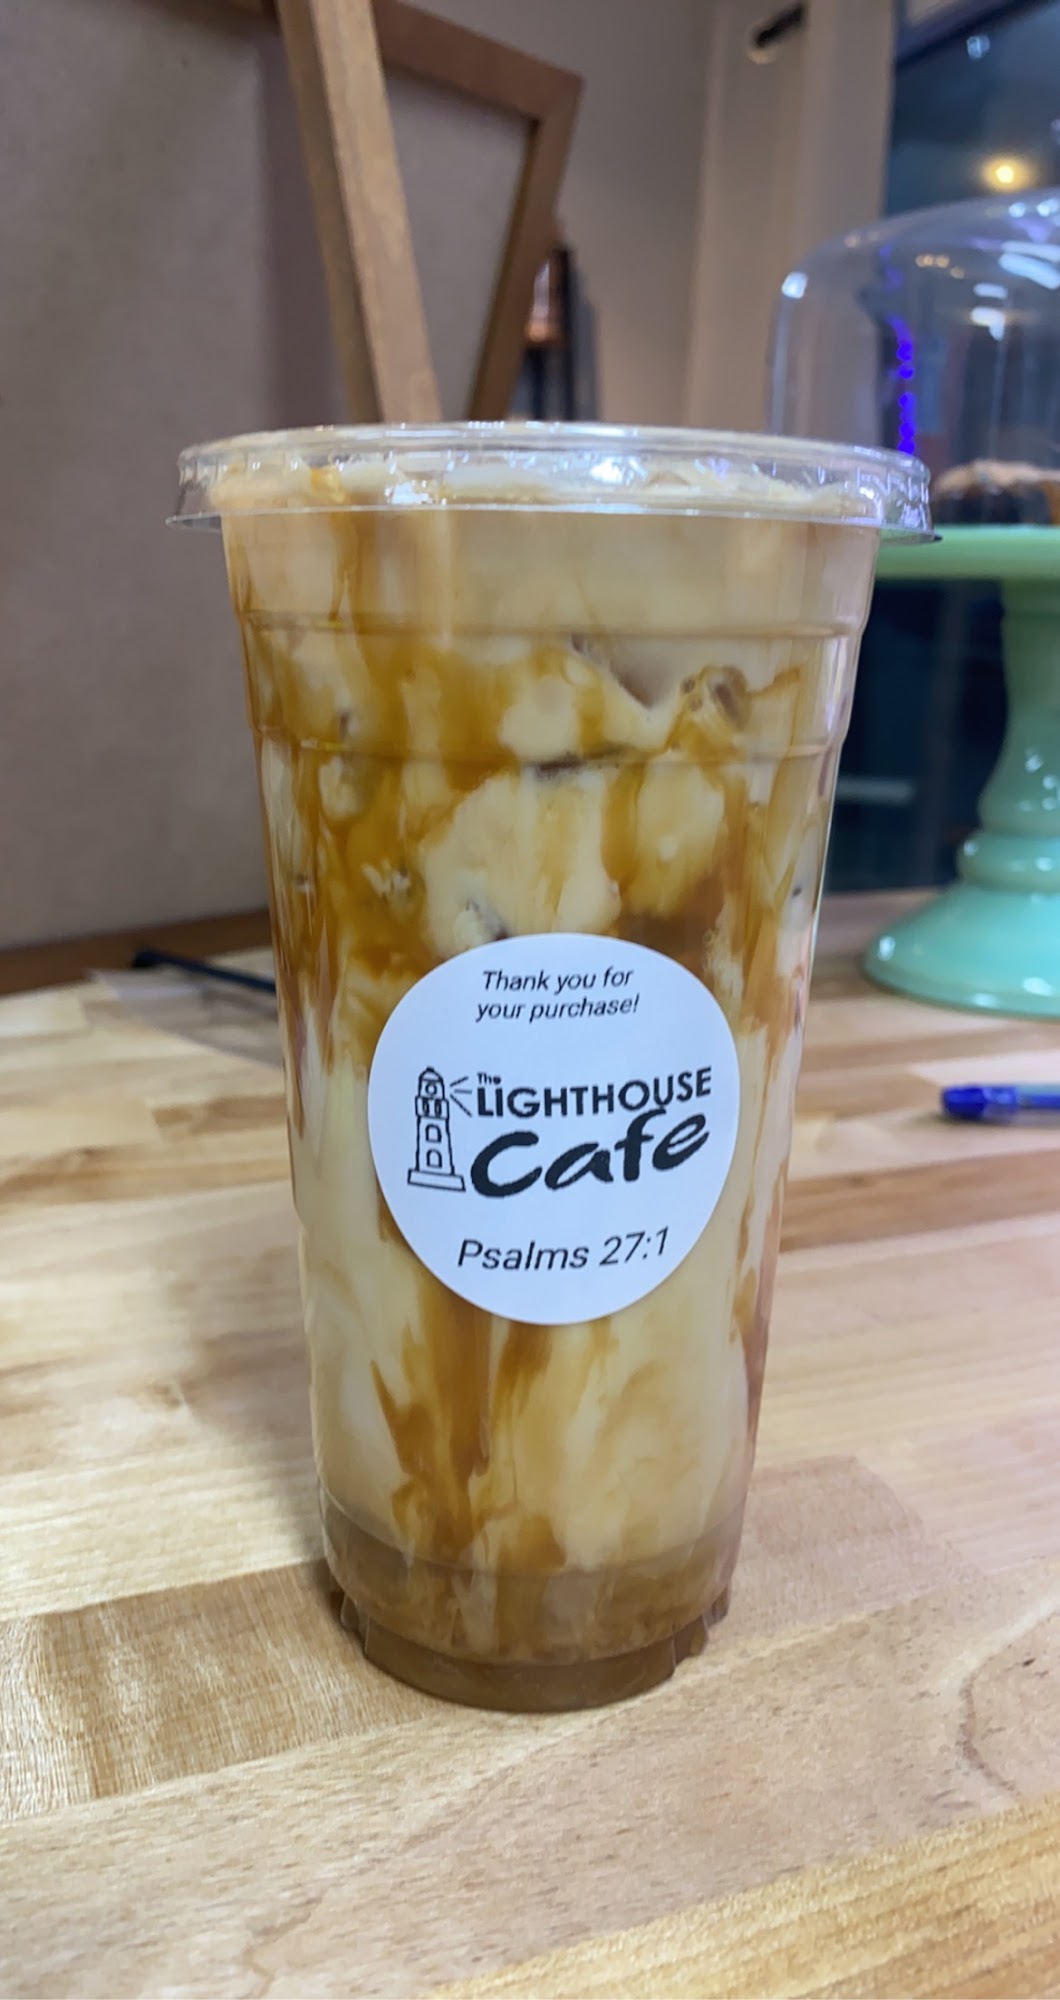 Thank you for
your purchase!
The
LIGHTHOUSE
Cafe
Psalms 27:1